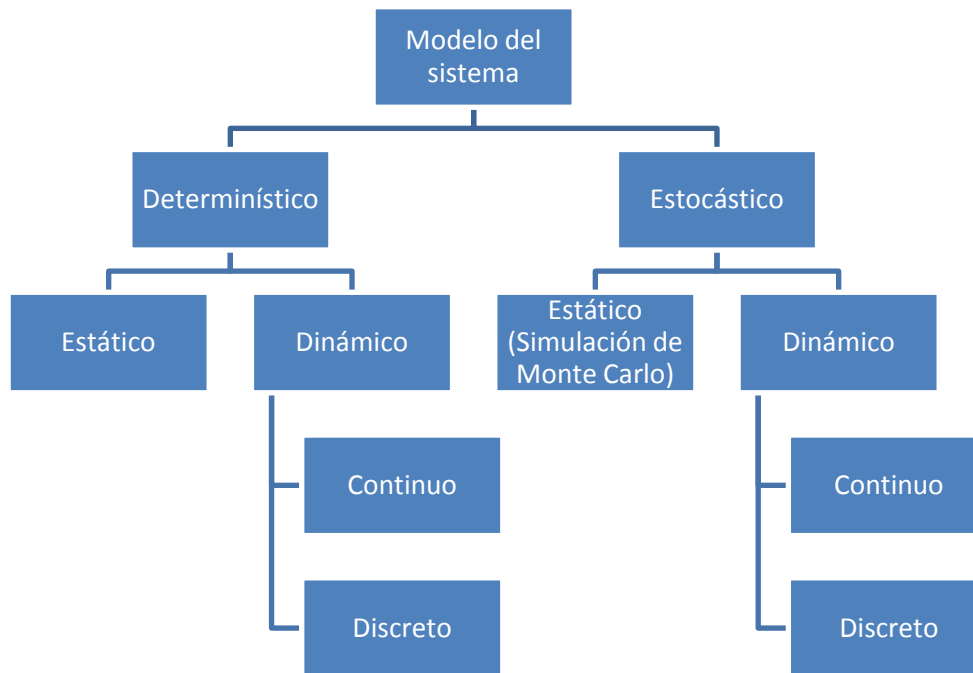 Modelo del
sistema
Determinístico
Estocástico
Estático
Dinámico
Estático
(Simulación de
Monte Carlo)
Dinámico
Continuo
Continuo
Discreto
Discreto